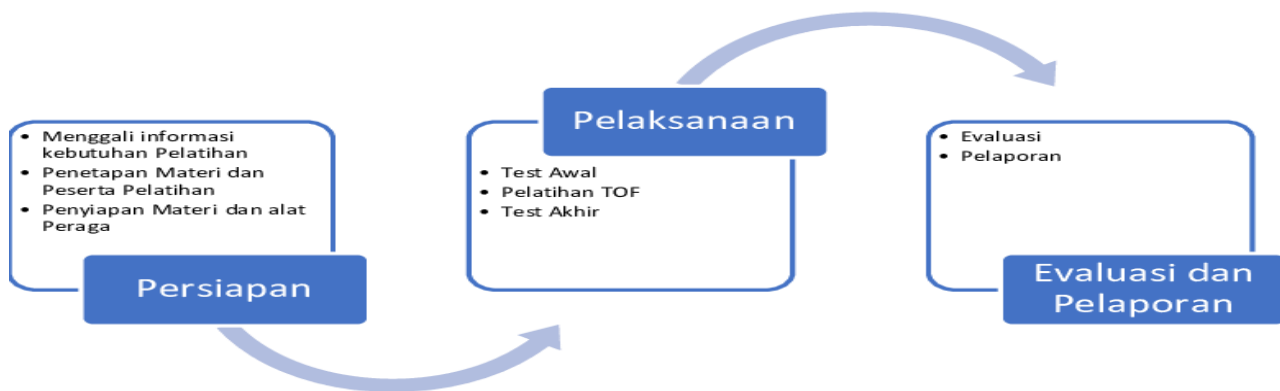 • Menggali informasi
kebutuhan Pelatihan
• Penetapan Materi dan
Peserta Pelatihan
• Penyiapan Materi dan alat
Peraga
Persiapan
Pelaksanaan
• Test Awal
• Pelatihan TOF
• Test Akhir
• Evaluasi
• Pelaporan
Evaluasi dan
Pelaporan